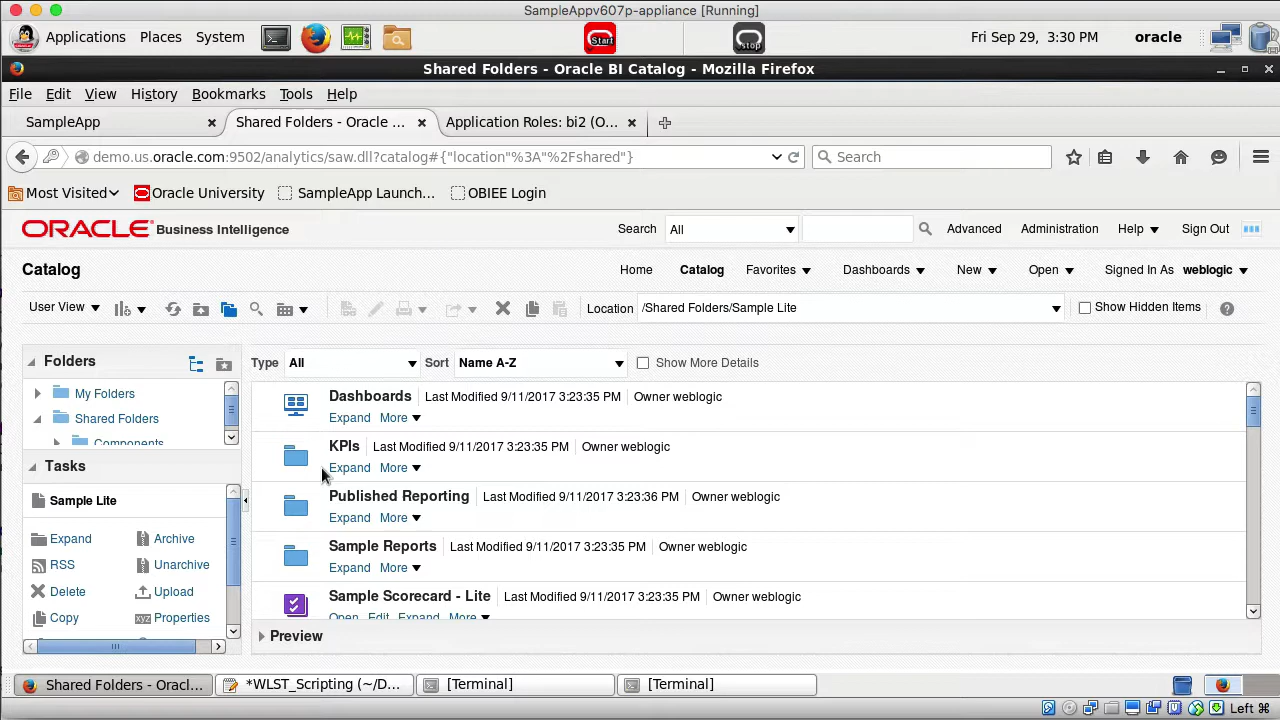 SampleAppv607p-appliance [Running]
Applications Places System Start stop Fri Sep 29, 3:30 PM oracle
Shared Folders - Oracle BI Catalog - Mozilla Firefox
File Edit View History Bookmarks Tools Help
SampleApp Shared Folders - Oracle ... Application Roles: bi2 (O...
demo.us.oracle.com:9502/analytics/saw.dll?catalog#{"location"%3A"%2Fshared"} Search
Most Visited Oracle University SampleApp Launch... OBIEE Login
ORACLE Business Intelligence Search All Advanced Administration Help Sign Out
Catalog Home Catalog Favorites Dashboards New Open Signed In As weblogic
User View Location /Shared Folders/Sample Lite Show Hidden Items
Folders Type All Sort Name A-Z Show More Details
My Folders
Shared Folders
Components
Tasks
Sample Lite
Expand Archive
RSS Unarchive
Delete Upload
Copy Properties
Dashboards Last Modified 9/11/2017 3:23:35 PM Owner weblogic
Expand More
KPIs Last Modified 9/11/2017 3:23:35 PM Owner weblogic
Expand More
Published Reporting Last Modified 9/11/2017 3:23:36 PM Owner weblogic
Expand More
Sample Reports Last Modified 9/11/2017 3:23:35 PM Owner weblogic
Expand More
Sample Scorecard - Lite Last Modified 9/11/2017 3:23:35 PM Owner weblogic
Open Edit Expand More
Preview
Shared Folders - Oracl... *WLST_Scripting (~/D... [Terminal] [Terminal]
Left ⌘